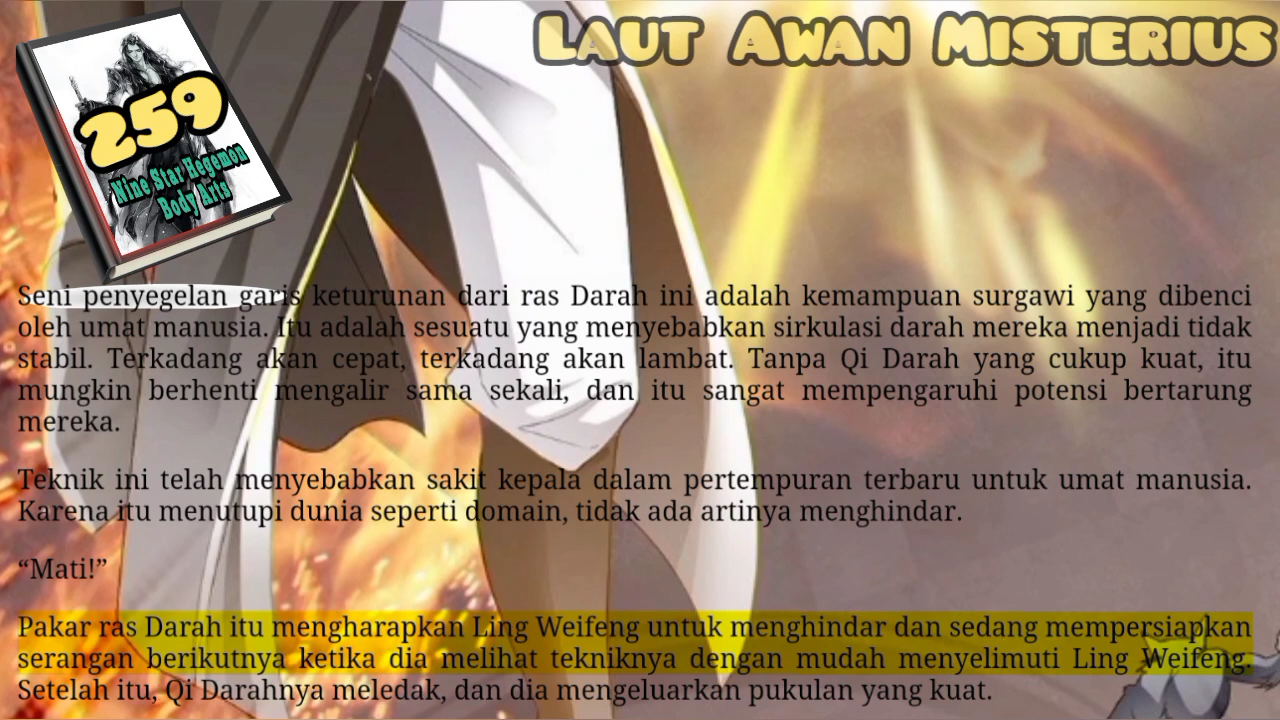 Laut Awan Misterius
259
Nine Star Hegemon
Body Arts
Seni penyegelan garis keturunan dari ras Darah ini adalah kemampuan surgawi yang dibenci
oleh umat manusia. Itu adalah sesuatu yang menyebabkan sirkulasi darah mereka menjadi tidak
stabil. Terkadang akan cepat, terkadang akan lambat. Tanpa Qi Darah yang cukup kuat, itu
mungkin berhenti mengalir sama sekali, dan itu sangat mempengaruhi potensi bertarung
mereka.
Teknik ini telah menyebabkan sakit kepala dalam pertempuran terbaru untuk umat manusia.
Karena itu menutupi dunia seperti domain, tidak ada artinya menghindar.
“Mati!”
Pakar ras Darah itu mengharapkan Ling Weifeng untuk menghindar dan sedang mempersiapkan
serangan berikutnya ketika dia melihat tekniknya dengan mudah menyelimuti Ling Weifeng.
Setelah itu, Qi Darahnya meledak, dan dia mengeluarkan pukulan yang kuat.